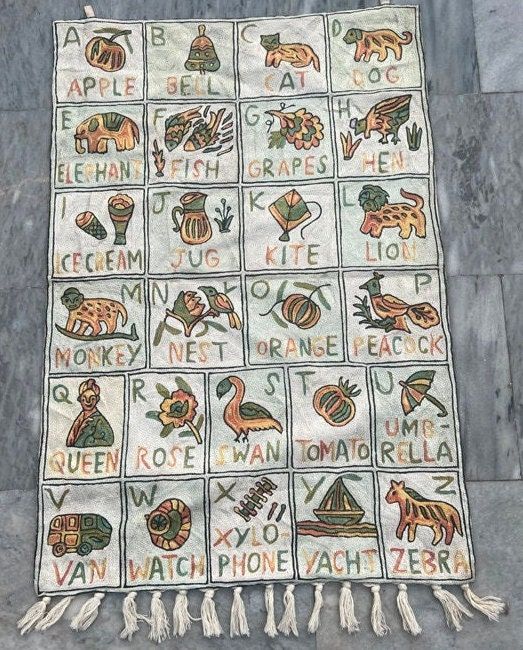 A
APPLE
B
BELL
C
CAT
D
DOG
E
ELEPHANT
F
FISH
G
GRAPES
H
HEN
I
ICECREAM
J
JUG
K
KITE
L
LION
M
MONKEY
N
NEST
O
ORANGE
P
PEACOCK
Q
QUEEN
R
ROSE
S
SWAN
T
TOMATO
U
UMB-
RELLA
V
VAN
W
WATCH
X
XYLO-
PHONE
Y
YACHT
Z
ZEBRA